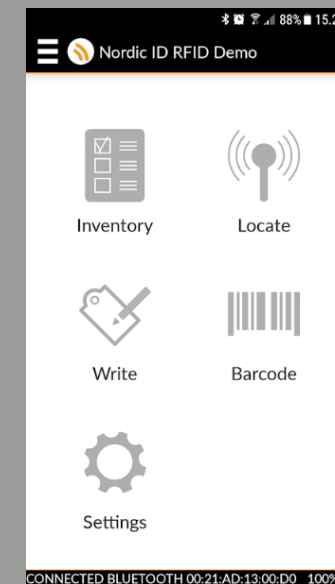 88% 15.2
Nordic ID RFID Demo
Inventory Locate
Write Barcode
Settings
CONNECTED BLUETOOTH 00:21:AD:13:00:D0 100%